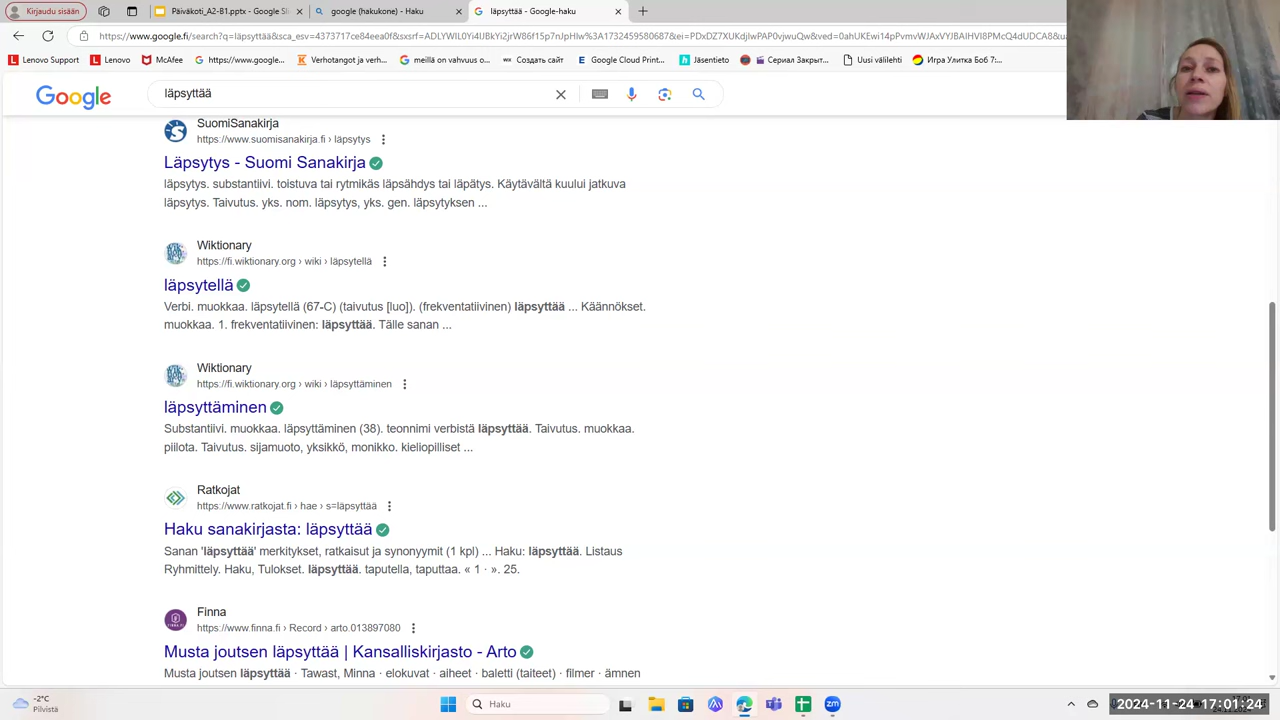 Kirjaudu sisään
Päiväkoti_A2-B1.pptx - Google Sl
google (hakukone) - Haku
läpsyttää - Google-haku
Lenovo Support
Lenovo
McAfee
https://www.google...
Verhotangot ja verh...
meillä on vahvuus o...
Создать сайт
Google Cloud Print...
Jäsentieto
Сериал Закрыт...
Uusi välilehti
Игра Улитка Боб 7:...
Google
läpsyttää
SuomiSanakirja
https://www.suomisanakirja.fi › läpsytys
Läpsytys - Suomi Sanakirja
läpsytys. substantiivi. toistuva tai rytmikäs läpsähdys tai läpätys. Käytävältä kuului jatkuva
läpsytys. Taivutus. yks. nom. läpsytys, yks. gen. läpsytyksen ...
Wiktionary
https://fi.wiktionary.org › wiki › läpsytellä
läpsytellä
Verbi. muokkaa. läpsytellä (67-C) (taivutus [luo]). (frekventatiivinen) läpsyttää ... Käännökset.
muokkaa. 1. frekventatiivinen: läpsyttää. Tälle sanan ...
Wiktionary
https://fi.wiktionary.org › wiki › läpsyttäminen
läpsyttäminen
Substantiivi. muokkaa. läpsyttäminen (38). teonnimi verbistä läpsyttää. Taivutus. muokkaa.
piilota. Taivutus. sijamuoto, yksikkö, monikko. kieliopilliset ...
Ratkojat
https://www.ratkojat.fi › hae › s=läpsyttää
Haku sanakirjasta: läpsyttää
Sanan 'läpsyttää' merkitykset, ratkaisut ja synonyymit (1 kpl) ... Haku: läpsyttää. Listaus
Ryhmittely. Haku, Tulokset. läpsyttää. taputella, taputtaa. « 1 · ». 25.
Finna
https://www.finna.fi › Record › arto.013897080
Musta joutsen läpsyttää | Kansalliskirjasto - Arto
Musta joutsen läpsyttää · Tawast, Minna · elokuvat · aiheet · baletti (taiteet) · filmer · ämnen
-2°C
Pilvistä
Haku
2024-11-24 17:01:24